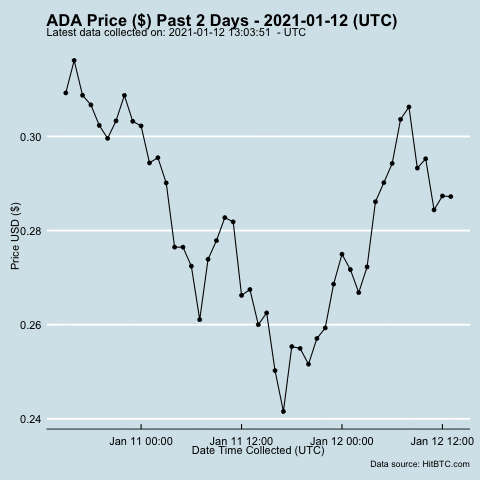 ADA Price ($) Past 2 Days - 2021-01-12 (UTC)
Latest data collected on: 2021-01-12 13:03:51  - UTC
0.30
0.28
0.26
0.24
Price USD ($)
Jan 11 00:00 Jan 11 12:00 Jan 12 00:00 Jan 12 12:00
Date Time Collected (UTC)
Data source: HitBTC.com